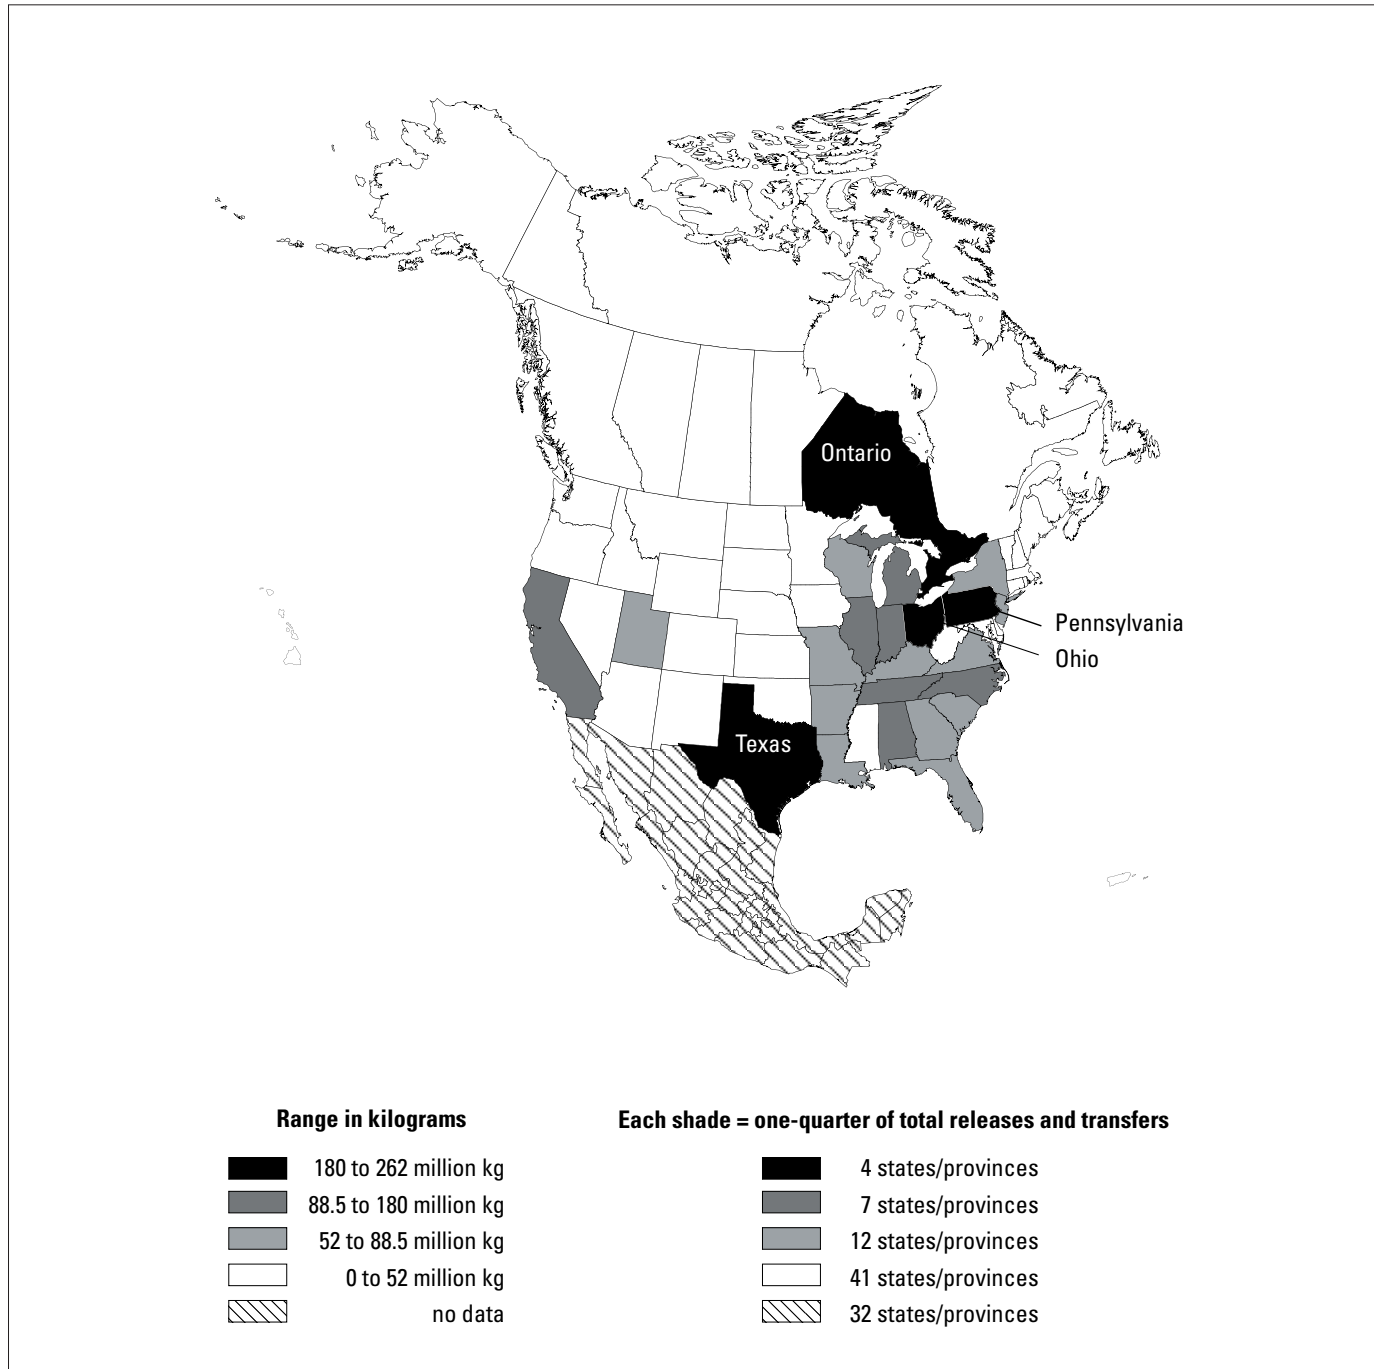 Ontario
Pennsylvania
Ohio
Texas
Range in kilograms
180 to 262 million kg
88.5 to 180 million kg
52 to 88.5 million kg
0 to 52 million kg
no data
Each shade = one-quarter of total releases and transfers
4 states/provinces
7 states/provinces
12 states/provinces
41 states/provinces
32 states/provinces